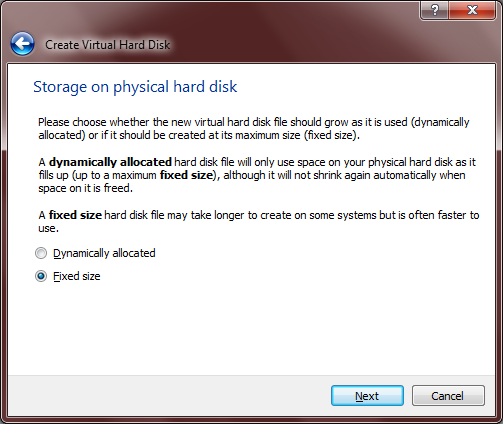 ?
Create Virtual Hard Disk
Storage on physical hard disk
Please choose whether the new virtual hard disk file should grow as it is used (dynamically
allocated) or if it should be created at its maximum size (fixed size).
A dynamically allocated hard disk file will only use space on your physical hard disk as it
fills up (up to a maximum fixed size), although it will not shrink again automatically when
space on it is freed.
A fixed size hard disk file may take longer to create on some systems but is often faster to
use.
Dynamically allocated
Fixed size
Next
Cancel